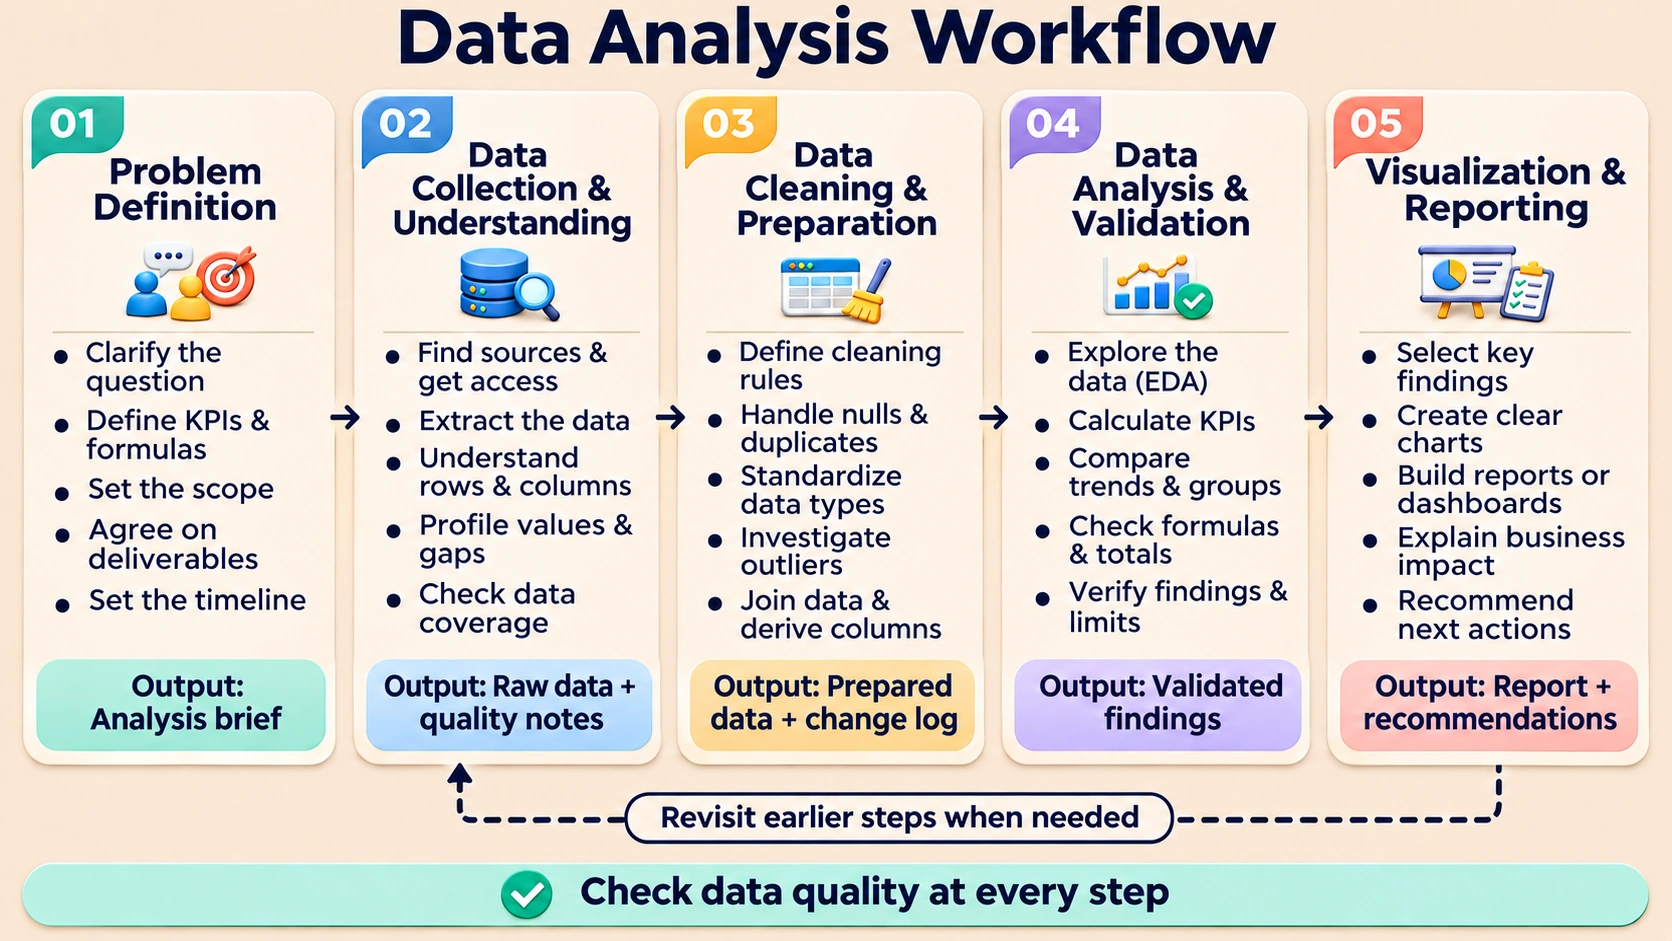 Data Analysis Workflow
01
Problem
Definition
Clarify the
question
Define KPIs &
formulas
Set the scope
Agree on
deliverables
Set the timeline
Output:
Analysis brief
02
Data
Collection &
Understanding
Find sources &
get access
Extract the data
Understand
rows & columns
Profile values &
gaps
Check data
coverage
Output: Raw data +
quality notes
03
Data
Cleaning &
Preparation
Define cleaning
rules
Handle nulls &
duplicates
Standardize
data types
Investigate
outliers
Join data &
derive columns
Output: Prepared
data + change log
04
Data
Analysis &
Validation
Explore the
data (EDA)
Calculate KPIs
Compare
trends & groups
Check formulas
& totals
Verify findings &
limits
Output: Validated
findings
05
Visualization &
Reporting
Select key
findings
Create clear
charts
Build reports or
dashboards
Explain business
impact
Recommend
next actions
Output: Report +
recommendations
Revisit earlier steps when needed
Check data quality at every step